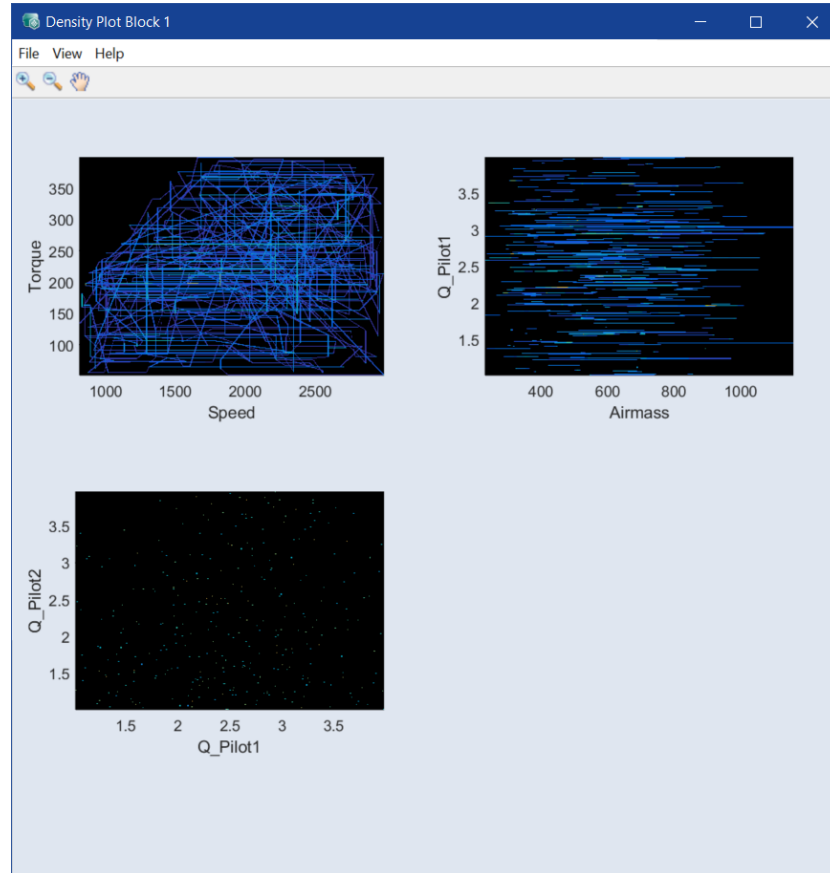 Density Plot Block 1
File View Help
350
300
250
200
150
100
Torque
1000 1500 2000 2500
Speed
3.5
3
2.5
2
1.5
Q_Pilot1
400 600 800 1000
Airmass
3.5
3
2.5
2
1.5
Q_Pilot2
1.5 2 2.5 3 3.5
Q_Pilot1